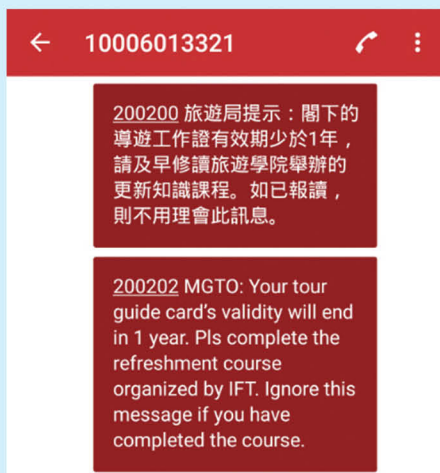 10006013321
200200 旅遊局提示：閣下的
導遊工作證有效期少於1年，
請及早修讀旅遊學院舉辦的
更新知識課程。如已報讀，
則不用理會此訊息。
200202 MGTO: Your tour
guide card's validity will end
in 1 year. Pls complete the
refreshment course
organized by IFT. Ignore this
message if you have
completed the course.